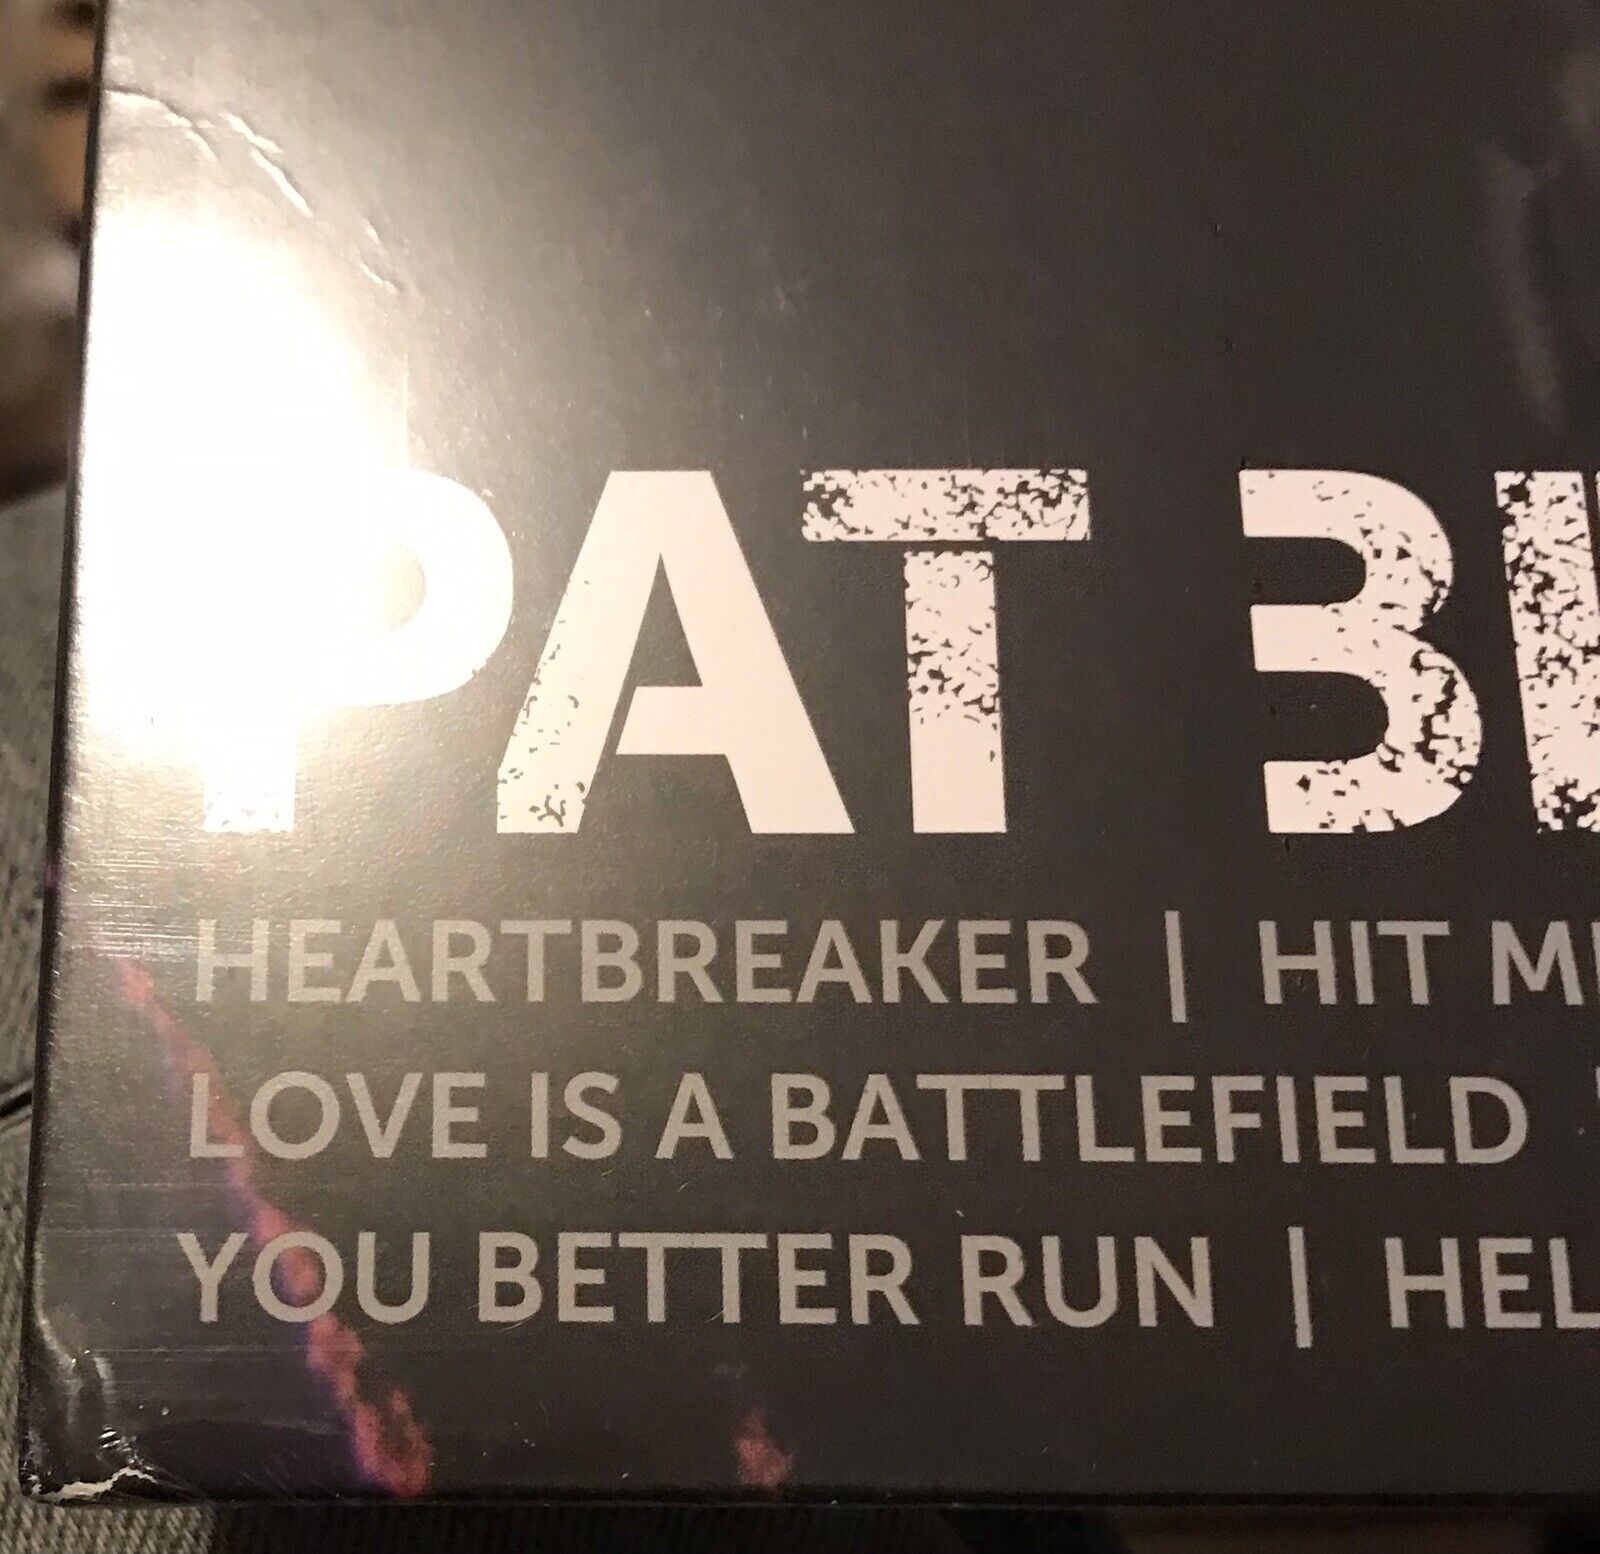 PAT
HEARTBREAKER | HIT
LOVE IS A BATTLEFIELD
YOU BETTER RUN |